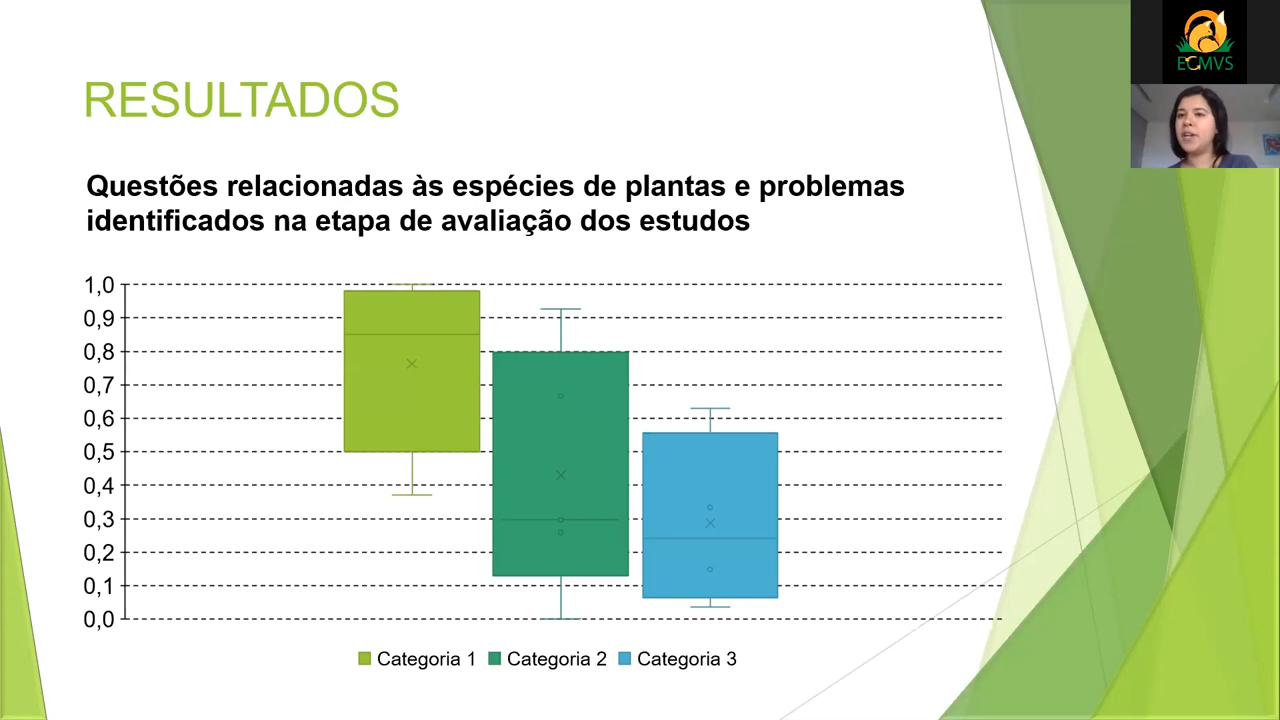 RESULTADOS
ECMVS
Questões relacionadas às espécies de plantas e problemas
identificados na etapa de avaliação dos estudos
1,0
0,9
0,8
0,7
0,6
0,5
0,4
0,3
0,2
0,1
0,0
Categoria 1 Categoria 2 Categoria 3